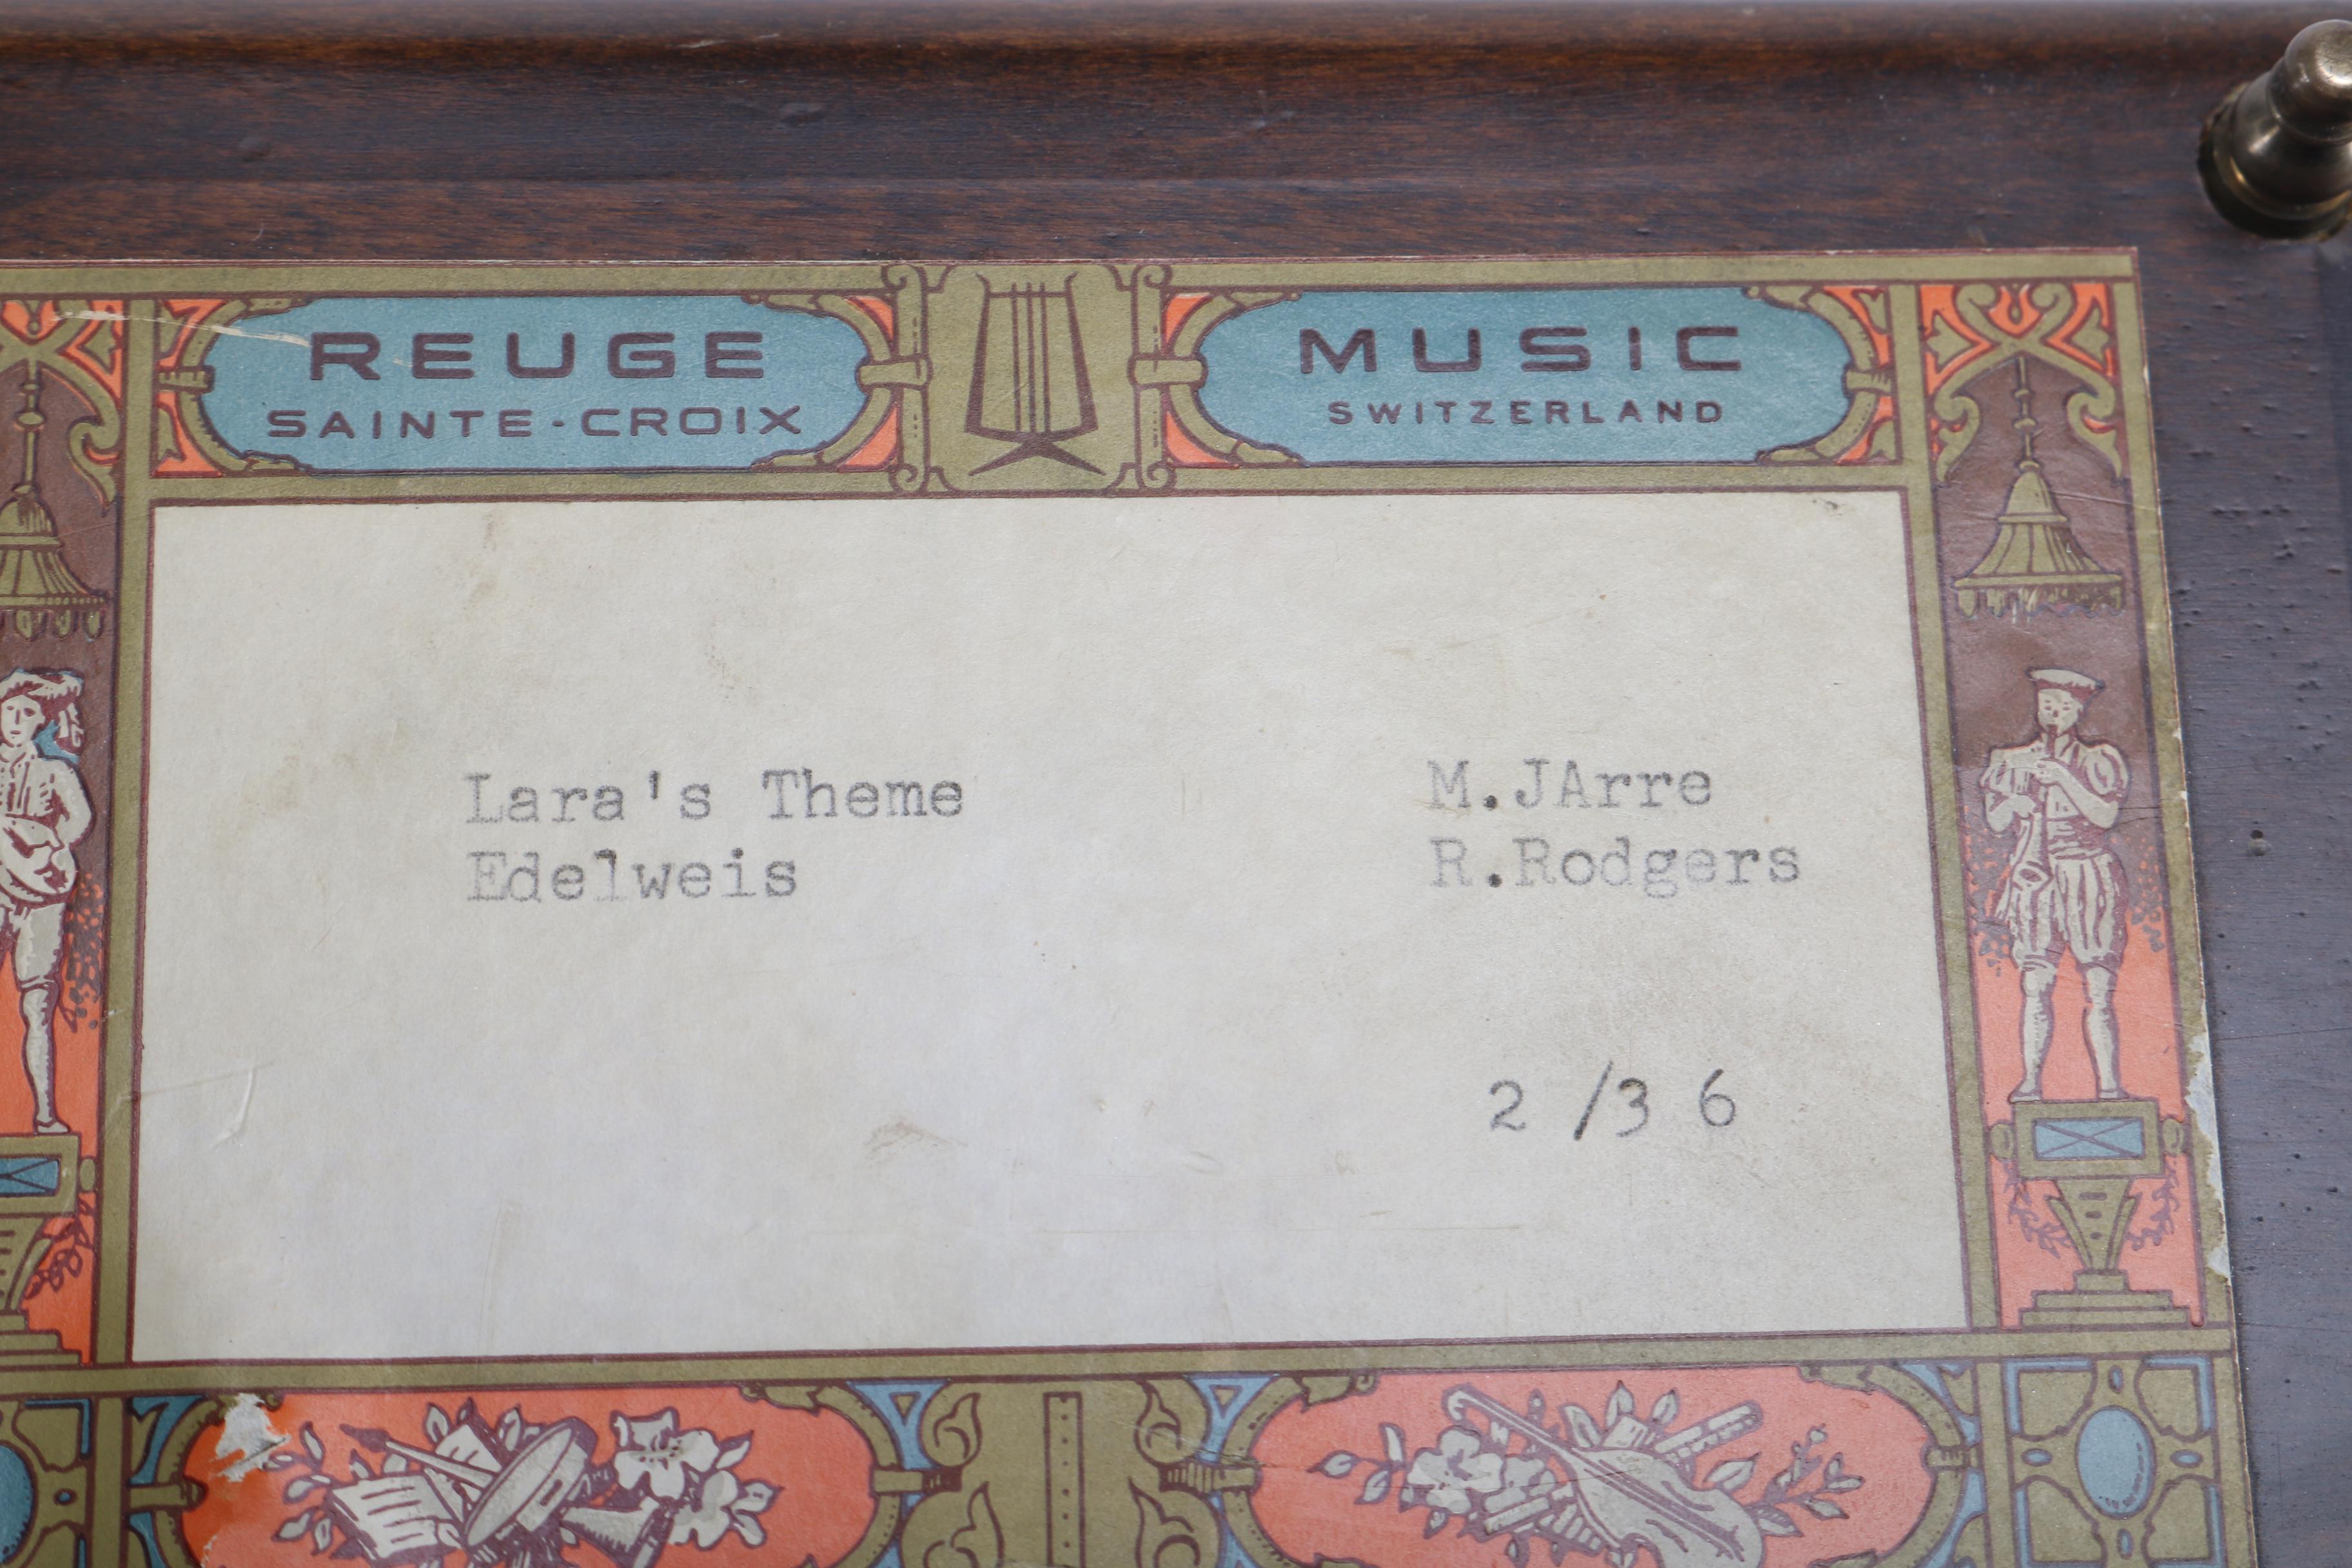 REUGE
SAINTE-CROIX
MUSIC
SWITZERLAND
Lara's Theme M.JArre
Edelweis R.Rodgers
2/36